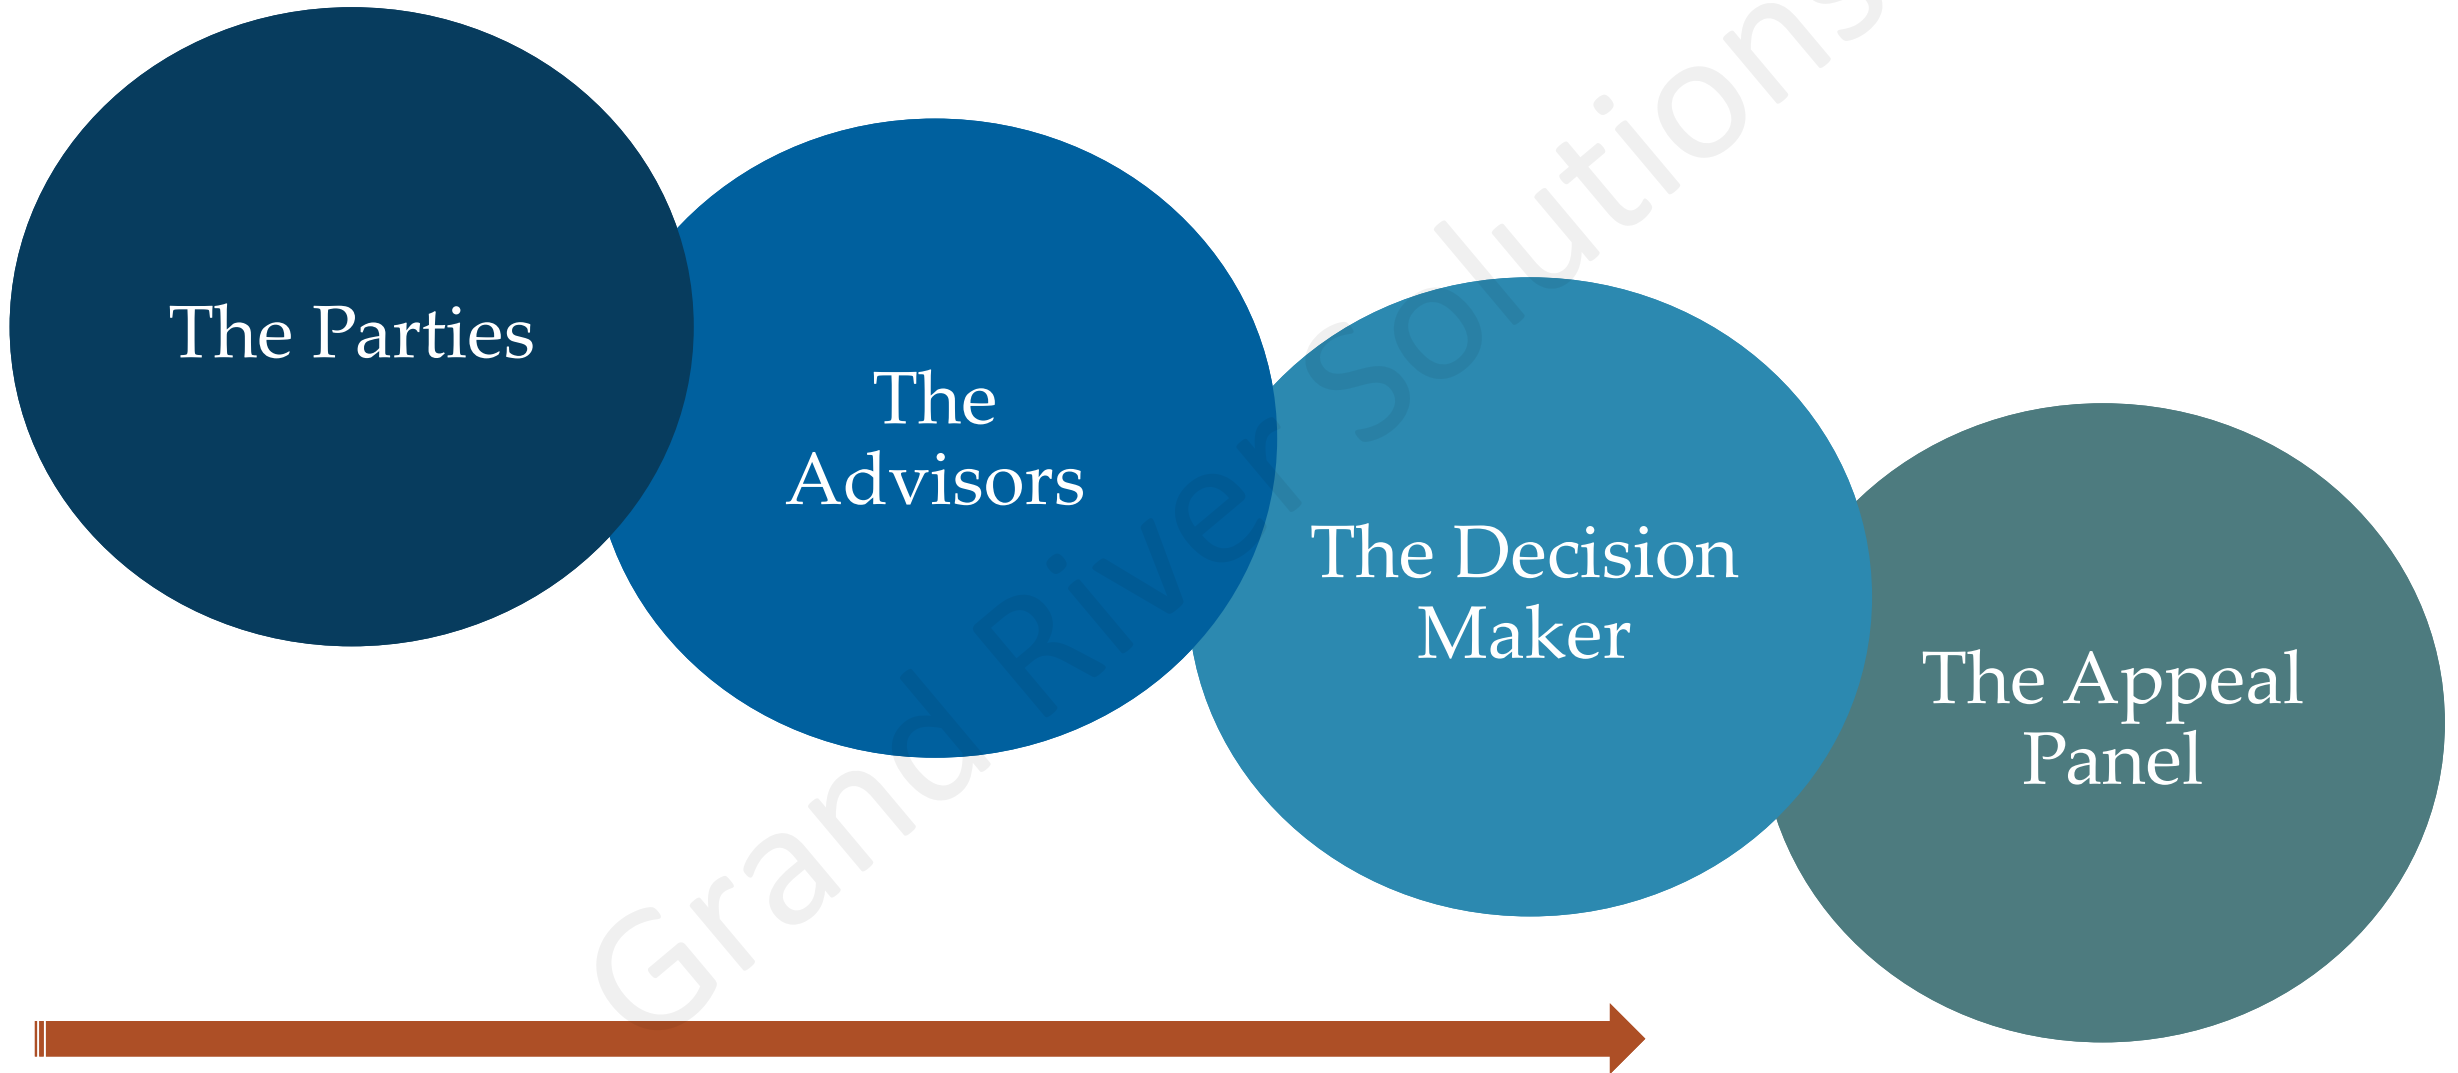 The Parties
The
Advisors
The Decision
Maker
The Appeal
Panel
Grand River Solutions